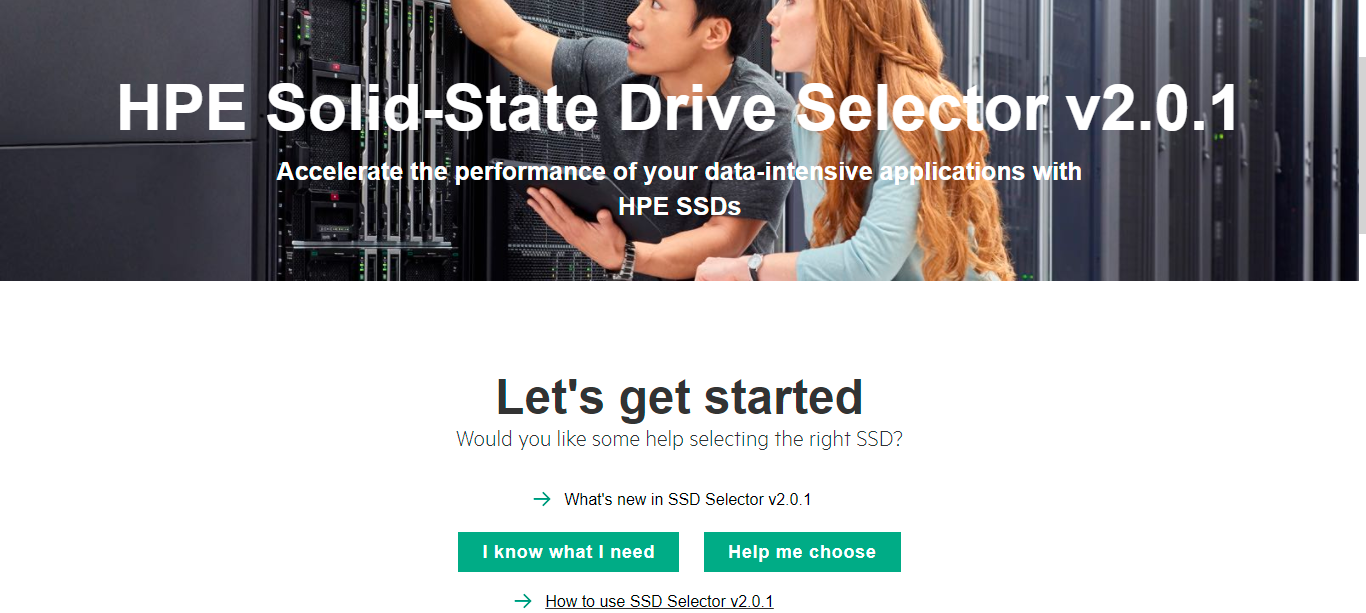 HPE Solid-State Drive Selector v2.0.1
Accelerate the performance of your data-intensive applications with
HPE SSDs
Let's get started
Would you like some help selecting the right SSD?
What's new in SSD Selector v2.0.1
I know what I need
Help me choose
How to use SSD Selector v2.0.1